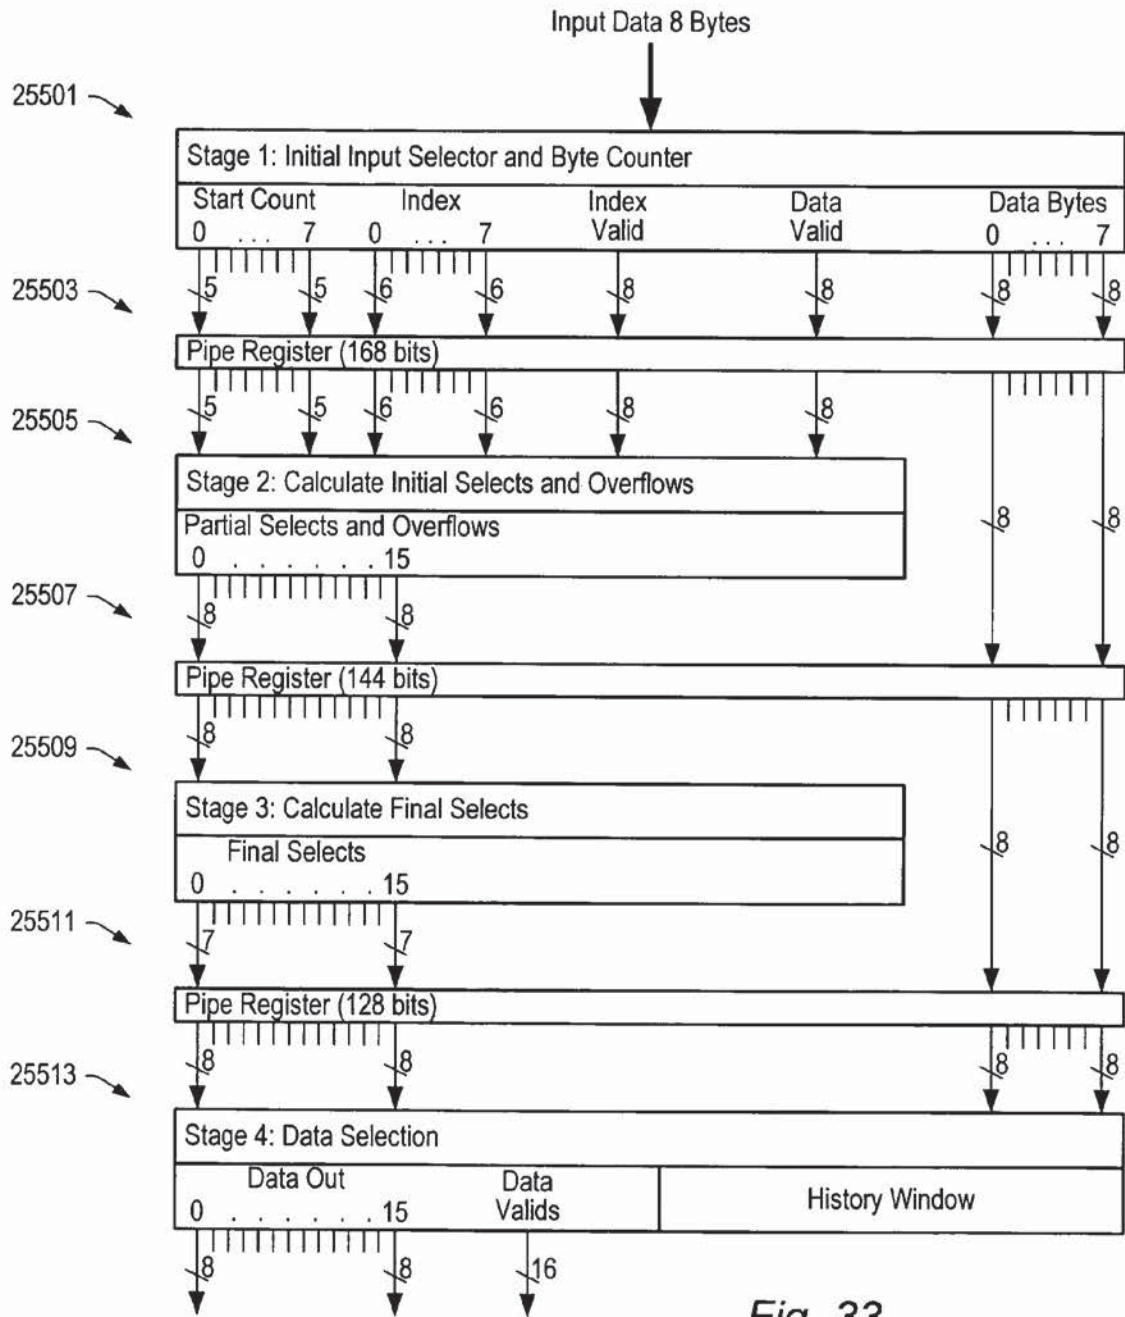 Input Data 8 Bytes
25501
Stage 1: Initial Input Selector and Byte Counter
Start Count Index Index Valid Data Valid Data Bytes
0 ... 7 0 ... 7 0 ... 7
25503
5 5 6 6 8 8 8 8
Pipe Register (168 bits)
25505
5 5 6 6 8 8
Stage 2: Calculate Initial Selects and Overflows
Partial Selects and Overflows
0 . . . . . . . 15
8 8
25507
8 8
Pipe Register (144 bits)
25509
8 8
Stage 3: Calculate Final Selects
Final Selects
0 . . . . . . . 15
8 8
25511
7 7
Pipe Register (128 bits)
25513
8 8 8 8
Stage 4: Data Selection
Data Out Data Valids History Window
0 . . . . . . . 15
8 8 16
Fig. 33